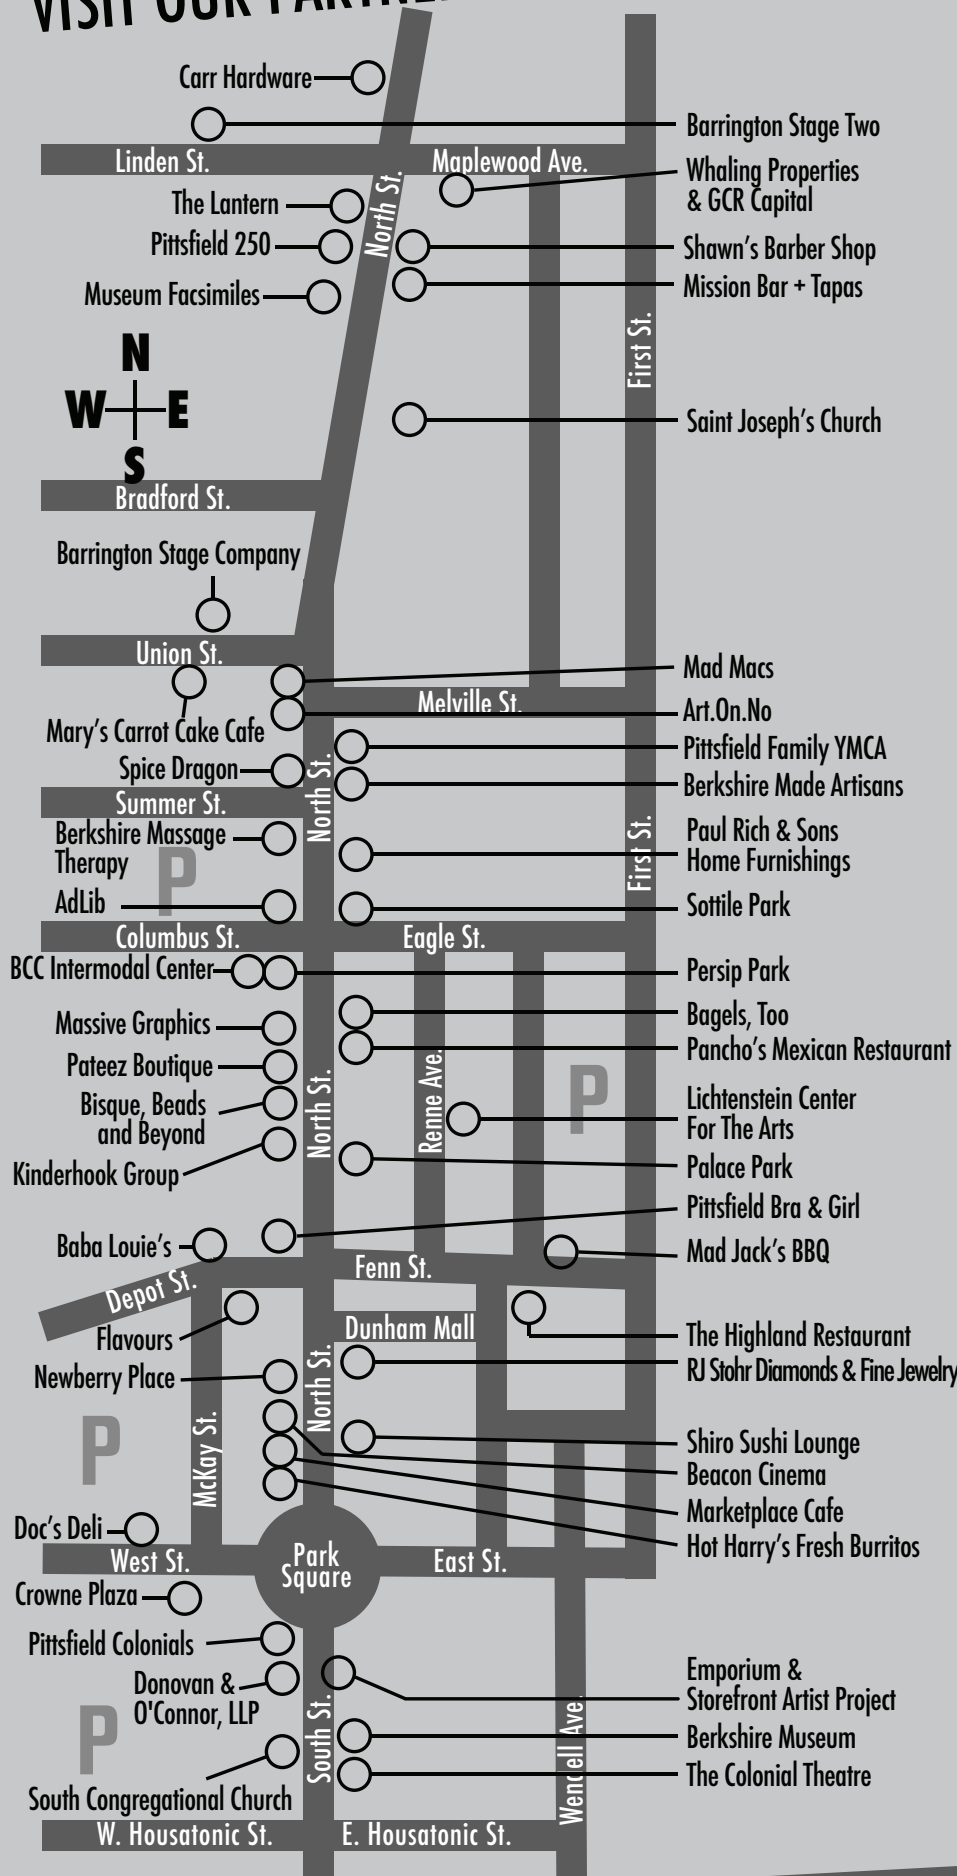 VISIT OUR
Carr Hardware
Barrington Stage Two
Linden St.
Maplewood Ave.
Whaling Properties
& GCR Capital
The Lantern
North St.
Pittsfield 250
Shawn's Barber Shop
Museum Facsimiles
Mission Bar + Tapas
First St.
N
W E
S
Saint Joseph's Church
Bradford St.
Barrington Stage Company
Union St.
Mad Macs
Melville St.
Art.On.No
Mary's Carrot Cake Cafe
Pittsfield Family YMCA
Spice Dragon
North St.
Berkshire Made Artisans
Summer St.
Berkshire Massage
Therapy
P
Paul Rich & Sons
Home Furnishings
First St.
AdLib
Sottile Park
Columbus St.
Eagle St.
BCC Intermodal Center
Persip Park
Massive Graphics
Bagels, Too
Pancho's Mexican Restaurant
Pateez Boutique
Bisque, Beads
and Beyond
North St.
Renne Ave.
P
Lichtenstein Center
For The Arts
Kinderhook Group
Palace Park
Pittsfield Bra & Girl
Baba Louie's
Mad Jack's BBQ
Fenn St.
Depot St.
Flavours
Dunham Mall
The Highland Restaurant
Newberry Place
North St.
RJ Stohr Diamonds & Fine Jewelry
P
McKay St.
Shiro Sushi Lounge
Beacon Cinema
Marketplace Cafe
Doc's Deli
Hot Harry's Fresh Burritos
West St.
Park
Square
East St.
Crowne Plaza
Pittsfield Colonials
Donovan &
O'Connor, LLP
Emporium &
Storefront Artist Project
P
South St.
Wendell Ave.
Berkshire Museum
The Colonial Theatre
South Congregational Church
W. Housatonic St.
E. Housatonic St.